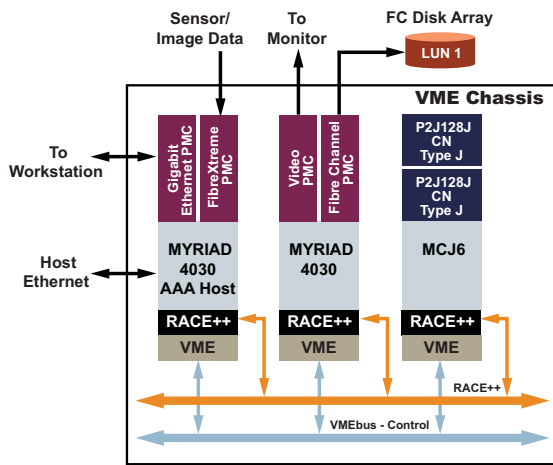 Sensor/
Image Data
To
Monitor
FC Disk Array
LUN 1
VME Chassis
To
Workstation
Gigabit
Ethernet PMC
FibreXtreme
PMC
Video
PMC
Fibre Channel
PMC
P2J128J
CN
Type J
P2J128J
CN
Type J
Host
Ethernet
MYRIAD
4030
AAA Host
MYRIAD
4030
MCJ6
RACE++
RACE++
RACE++
VME
VME
VME
RACE++
VMEbus - Control